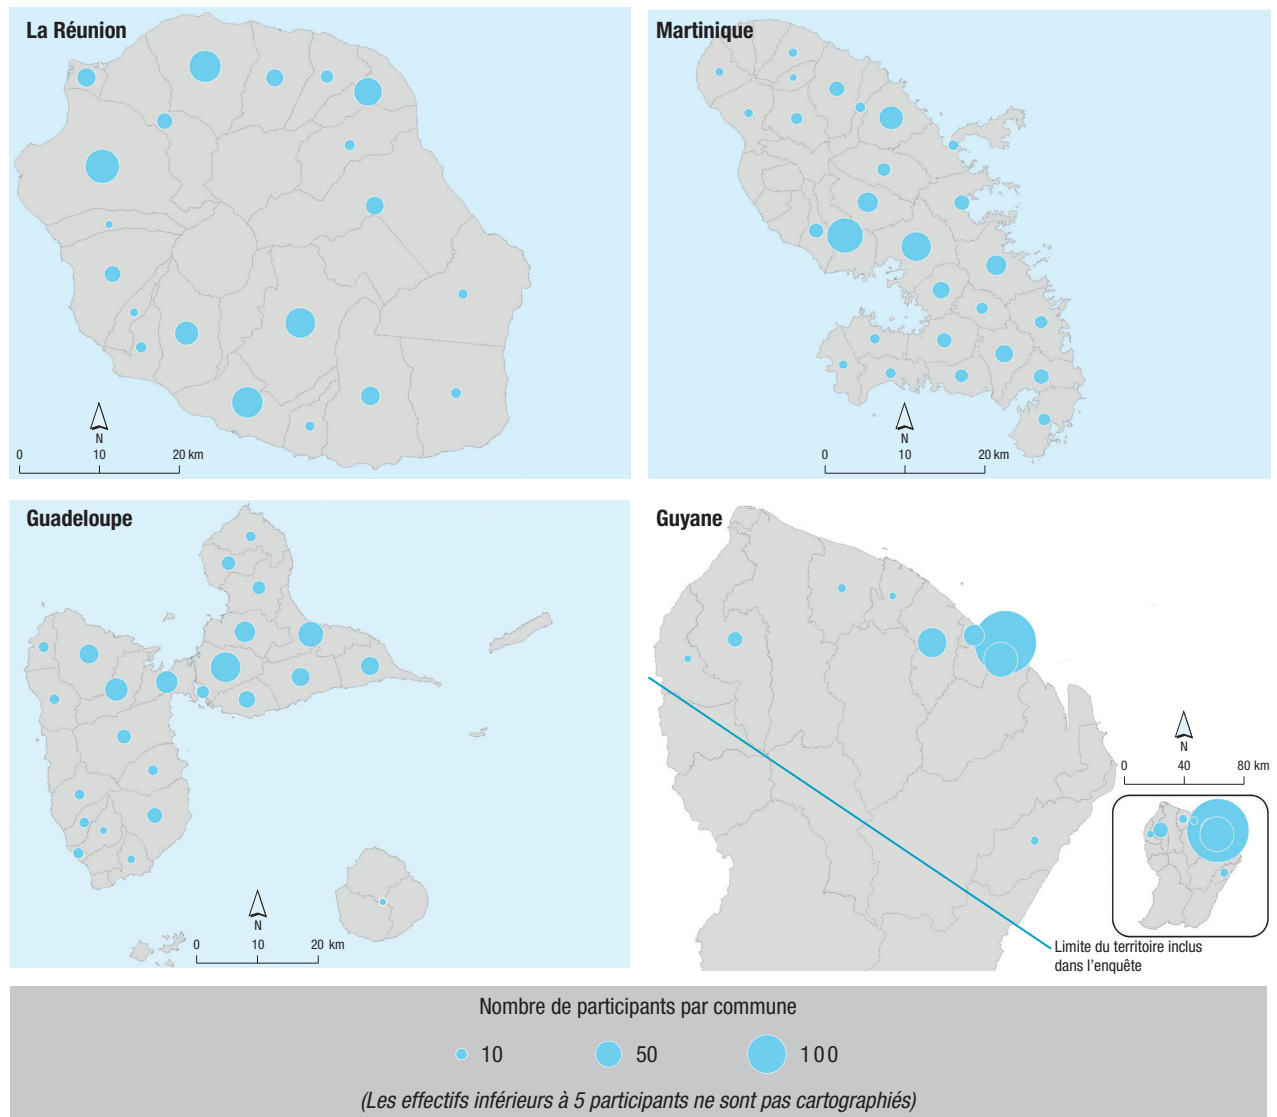 La Réunion
N
0 10 20 km
Martinique
N
0 10 20 km
Guadeloupe
N
0 10 20 km
Guyane
N
0 40 80 km
Limite du territoire inclus
dans l'enquête
Nombre de participants par commune
10 50 100
(Les effectifs inférieurs à 5 participants ne sont pas cartographiés)